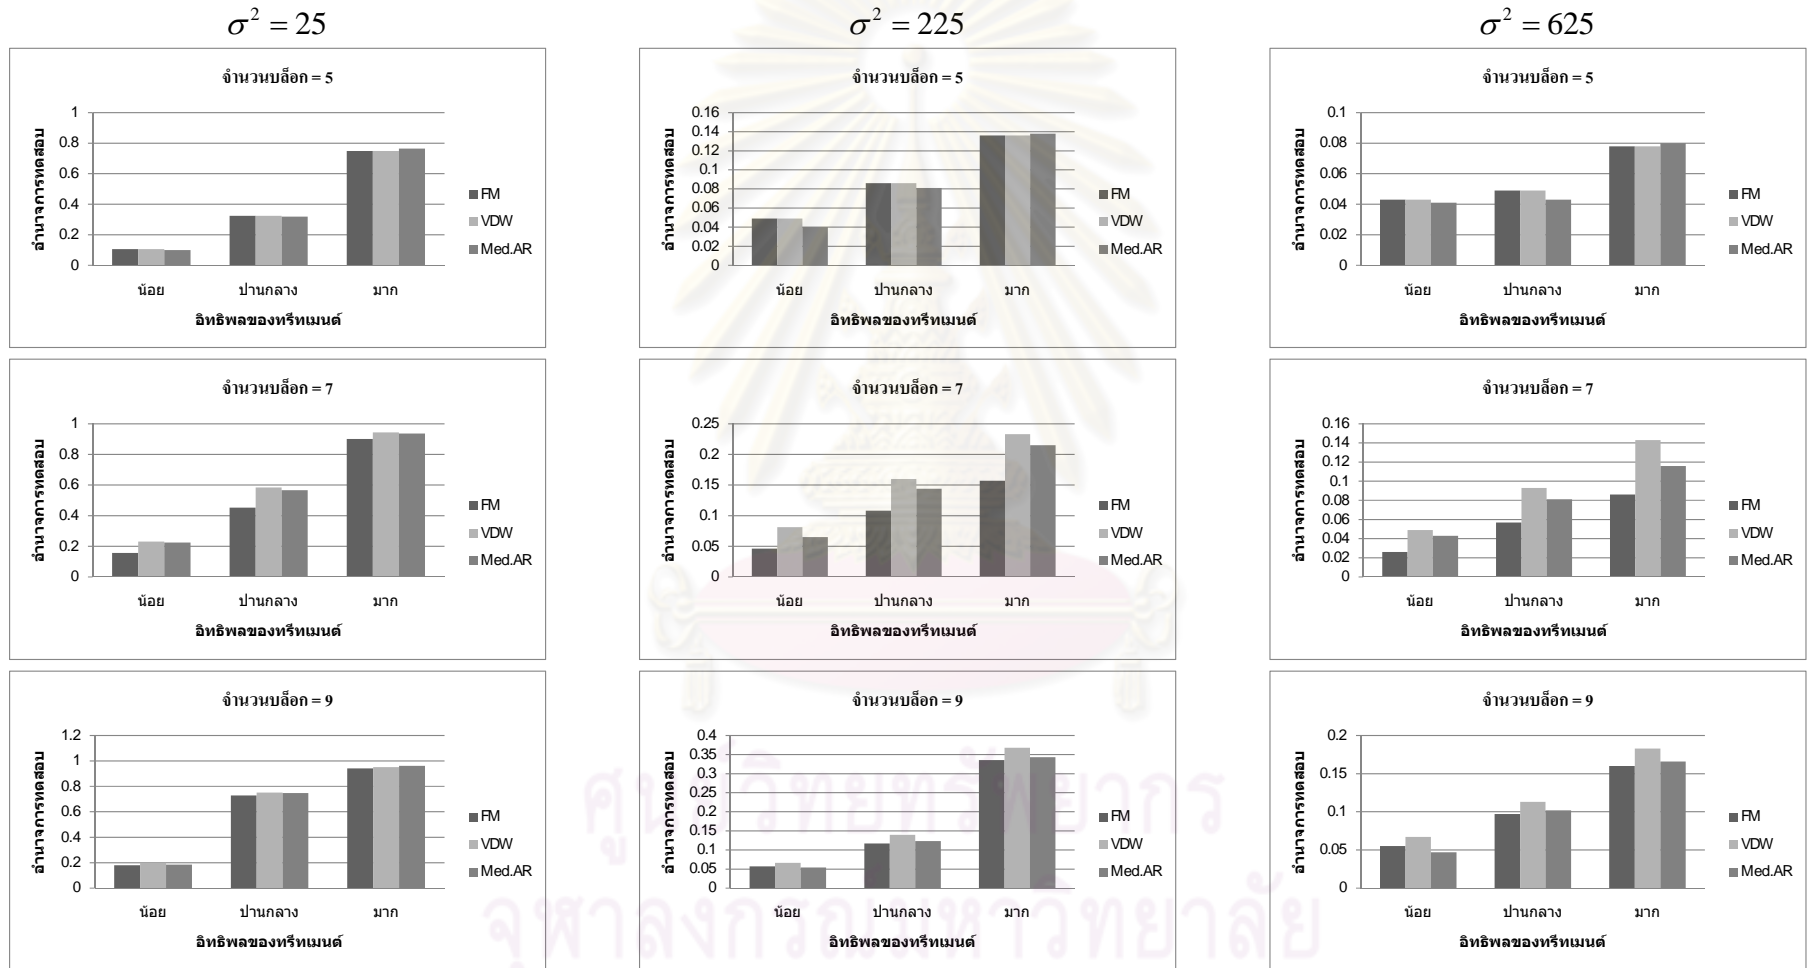 σ² = 25
σ² = 225
σ² = 625
จำนวนบล็อก = 5
อำนาจการทดสอบ
1
0.8
0.6
0.4
0.2
0
น้อย ปานกลาง มาก
อิทธิพลของทรีทเมนต์
FM
VDW
Med.AR
จำนวนบล็อก = 5
อำนาจการทดสอบ
0.16
0.14
0.12
0.1
0.08
0.06
0.04
0.02
0
น้อย ปานกลาง มาก
อิทธิพลของทรีทเมนต์
FM
VDW
Med.AR
จำนวนบล็อก = 5
อำนาจการทดสอบ
0.1
0.08
0.06
0.04
0.02
0
น้อย ปานกลาง มาก
อิทธิพลของทรีทเมนต์
FM
VDW
Med.AR
จำนวนบล็อก = 7
อำนาจการทดสอบ
1
0.8
0.6
0.4
0.2
0
น้อย ปานกลาง มาก
อิทธิพลของทรีทเมนต์
FM
VDW
Med.AR
จำนวนบล็อก = 7
อำนาจการทดสอบ
0.25
0.2
0.15
0.1
0.05
0
น้อย ปานกลาง มาก
อิทธิพลของทรีทเมนต์
FM
VDW
Med.AR
จำนวนบล็อก = 7
อำนาจการทดสอบ
0.16
0.14
0.12
0.1
0.08
0.06
0.04
0.02
0
น้อย ปานกลาง มาก
อิทธิพลของทรีทเมนต์
FM
VDW
Med.AR
จำนวนบล็อก = 9
อำนาจการทดสอบ
1.2
1
0.8
0.6
0.4
0.2
0
น้อย ปานกลาง มาก
อิทธิพลของทรีทเมนต์
FM
VDW
Med.AR
จำนวนบล็อก = 9
อำนาจการทดสอบ
0.4
0.35
0.3
0.25
0.2
0.15
0.1
0.05
0
น้อย ปานกลาง มาก
อิทธิพลของทรีทเมนต์
FM
VDW
Med.AR
จำนวนบล็อก = 9
อำนาจการทดสอบ
0.2
0.15
0.1
0.05
0
น้อย ปานกลาง มาก
อิทธิพลของทรีทเมนต์
FM
VDW
Med.AR
ศูนย์วิทยทรัพยากร
จุฬาลงกรณ์มหาวิทยาลัย